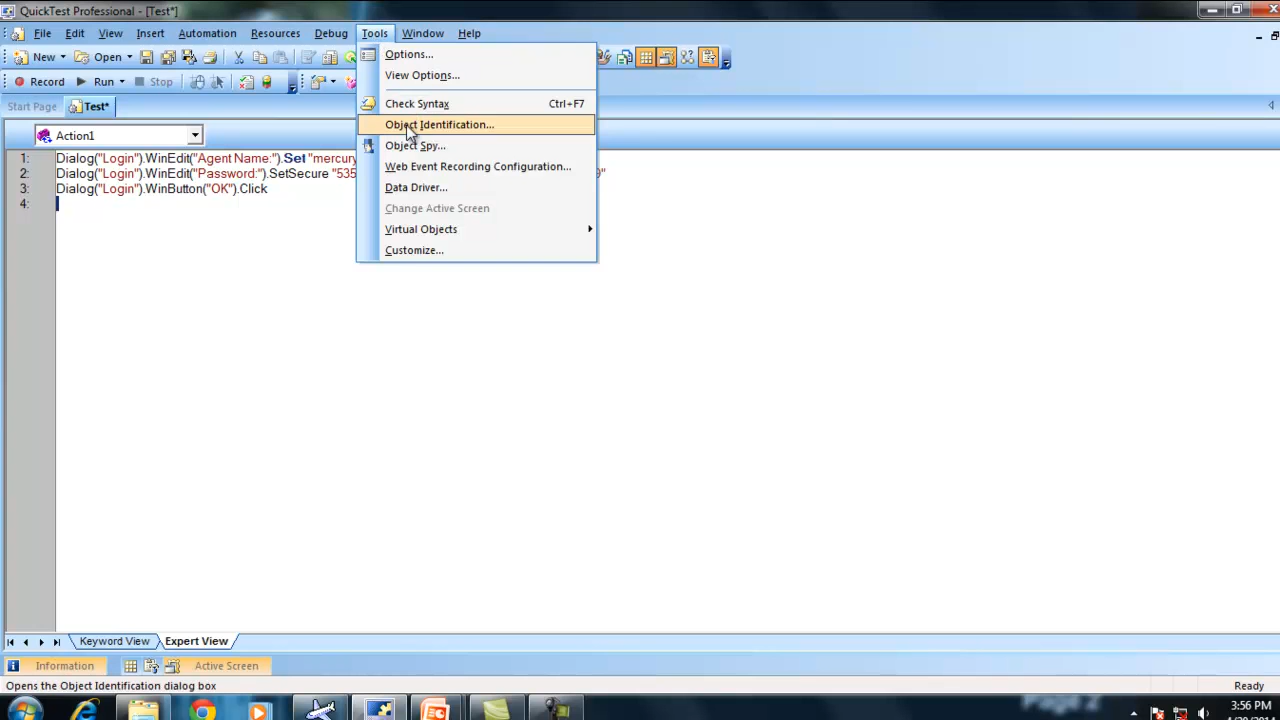 QuickTest Professional - [Test*]
File Edit View Insert Automation Resources Debug Tools Window Help
New Open
Record Run Stop
Start Page Test*
Action1
Options...
View Options...
Check Syntax Ctrl+F7
Object Identification...
Object Spy...
Web Event Recording Configuration...
Data Driver...
Change Active Screen
Virtual Objects
Customize...
1: Dialog("Login").WinEdit("Agent Name:").Set "mercury
2: Dialog("Login").WinEdit("Password:").SetSecure "535 9"
3: Dialog("Login").WinButton("OK").Click
4:
Keyword View Expert View
Information Active Screen
Opens the Object Identification dialog box Ready
Page 2
3:56 PM